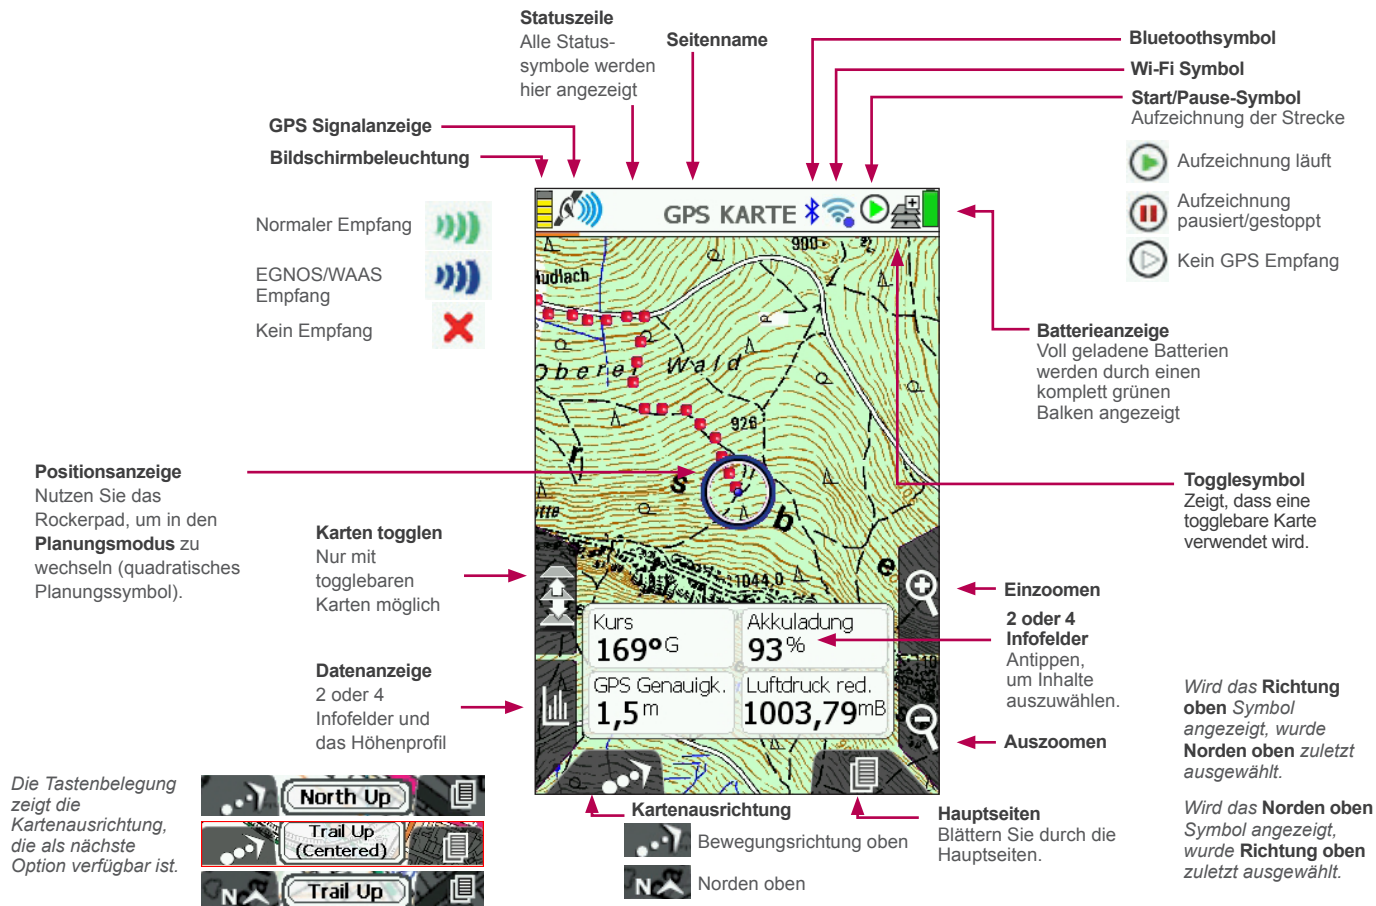 Statuszeile
Alle Status-
symbole werden
hier angezeigt
Seitenname
Bluetoothsymbol
Wi-Fi Symbol
Start/Pause-Symbol
Aufzeichnung der Strecke
Aufzeichnung läuft
Aufzeichnung
pausiert/gestoppt
Kein GPS Empfang
GPS Signalanzeige
Bildschirmbeleuchtung
Normaler Empfang
EGNOS/WAAS
Empfang
Kein Empfang
GPS KARTE
900
hudlach
Oberer Wald
926
r
s
b
e
itte
1044.0
Batterieanzeige
Voll geladene Batterien
werden durch einen
komplett grünen
Balken angezeigt
Positionsanzeige
Nutzen Sie das
Rockerpad, um in den
Planungsmodus zu
wechseln (quadratisches
Planungssymbol).
Karten togglen
Nur mit
togglebaren
Karten möglich
Togglesymbol
Zeigt, dass eine
togglebare Karte
verwendet wird.
Einzoomen
2 oder 4
Infofelder
Antippen,
um Inhalte
auszuwählen.
Kurs
169°G
Akkuladung
93%
GPS Genauigk.
1,5m
Luftdruck red.
1003,79mB
Datenanzeige
2 oder 4
Infofelder und
das Höhenprofil
Auszoomen
Wird das Richtung
oben Symbol
angezeigt, wurde
Norden oben zuletzt
ausgewählt.
Wird das Norden oben
Symbol angezeigt,
wurde Richtung oben
zuletzt ausgewählt.
Die Tastenbelegung
zeigt die
Kartenausrichtung,
die als nächste
Option verfügbar ist.
North Up
Trail Up
(Centered)
N
Trail Up
Kartenausrichtung
Bewegungsrichtung oben
N
Norden oben
Hauptseiten
Blättern Sie durch die
Hauptseiten.